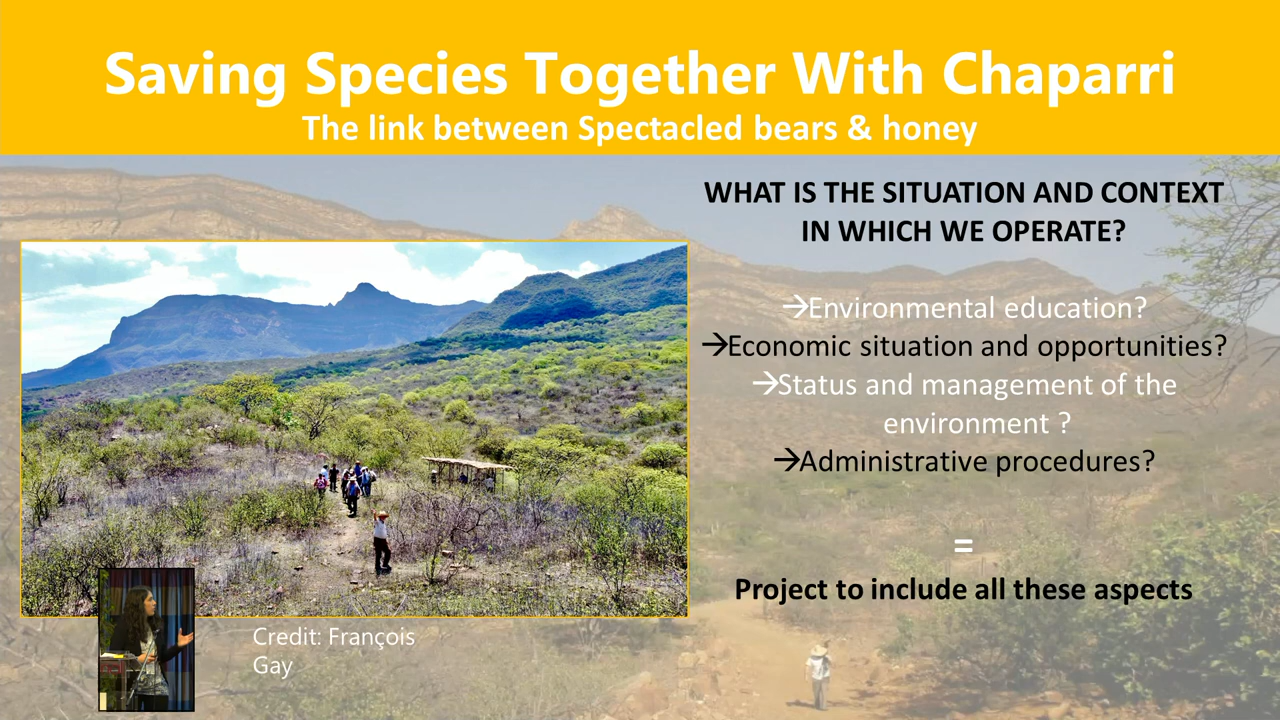 Saving Species Together With Chaparri
The link between Spectacled bears & honey
WHAT IS THE SITUATION AND CONTEXT
IN WHICH WE OPERATE?
→Environmental education?
→Economic situation and opportunities?
→Status and management of the
environment ?
→Administrative procedures?
=
Project to include all these aspects
Credit: François
Gay